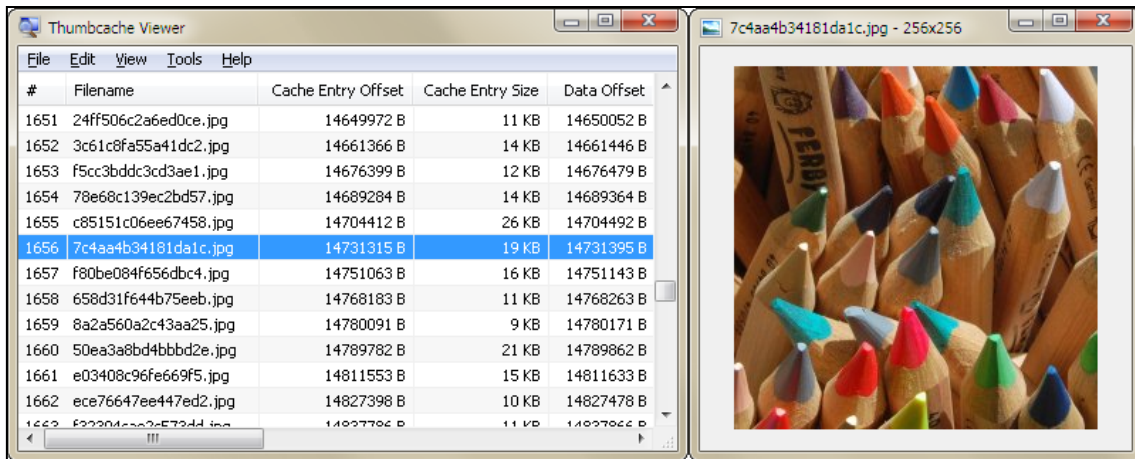 Thumbcache Viewer
File Edit View Tools Help
# Filename Cache Entry Offset Cache Entry Size Data Offset
1651 24ff506c2a6ed0ce.jpg 14649972 B 11 KB 14650052 B
1652 3c61c8fa55a41dc2.jpg 14661366 B 14 KB 14661446 B
1653 f5cc3bddc3cd3ae1.jpg 14676399 B 12 KB 14676479 B
1654 78e68c139ec2bd57.jpg 14689284 B 14 KB 14689364 B
1655 c85151c06ee67458.jpg 14704412 B 26 KB 14704492 B
1656 7c4aa4b34181da1c.jpg 14731315 B 19 KB 14731395 B
1657 f80be084f656dbc4.jpg 14751063 B 16 KB 14751143 B
1658 658d31f644b75eeb.jpg 14768183 B 11 KB 14768263 B
1659 8a2a560a2c43aa25.jpg 14780091 B 9 KB 14780171 B
1660 50ea3a8bd4bbbd2e.jpg 14789782 B 21 KB 14789862 B
1661 e03408c96fe669f5.jpg 14811553 B 15 KB 14811633 B
1662 ece76647ee447ed2.jpg 14827398 B 10 KB 14827478 B
7c4aa4b34181da1c.jpg - 256x256
FERBY